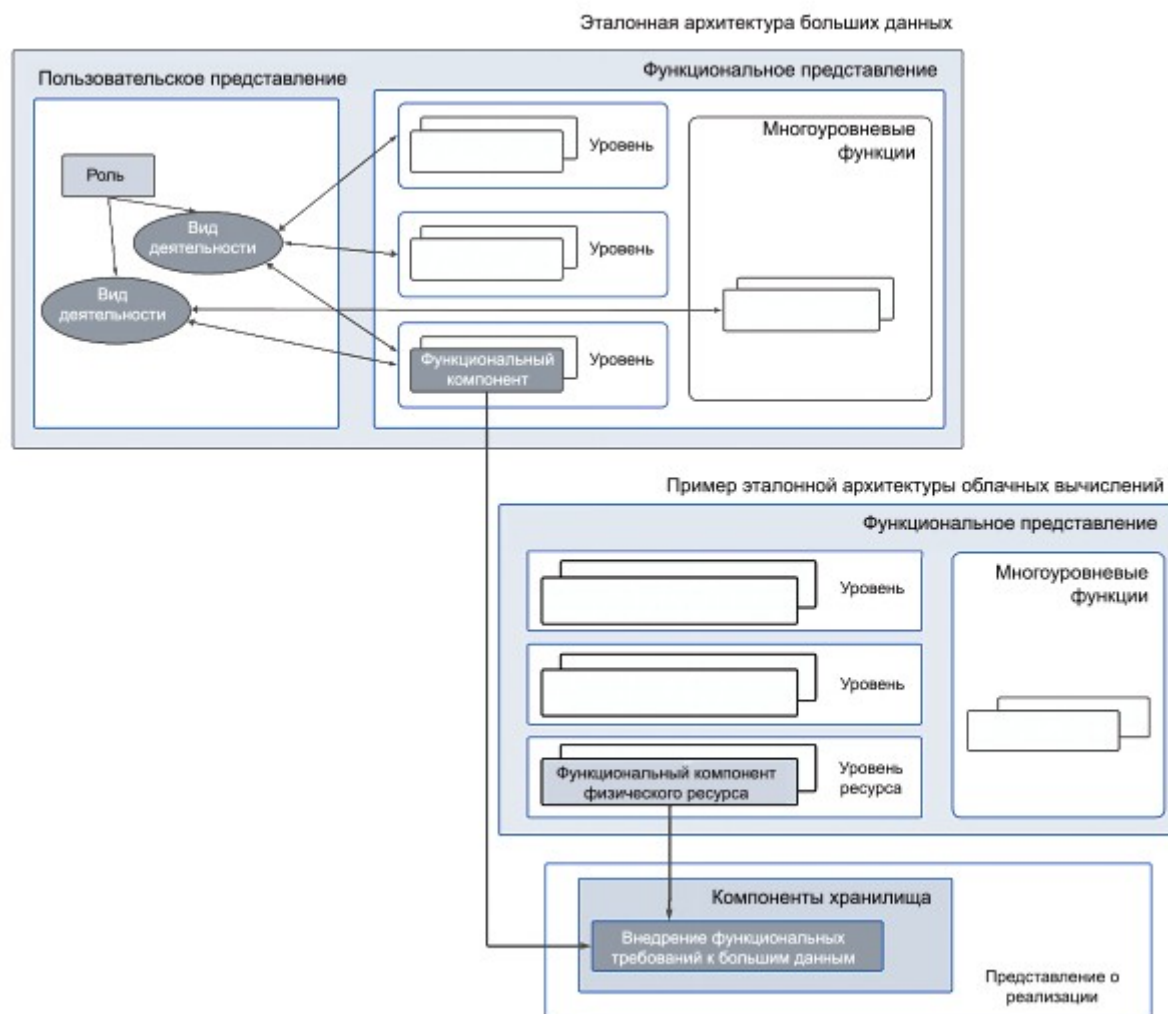 Эталонная архитектура больших данных
Пользовательское представление
Функциональное представление
Роль
Вид
деятельности
Вид
деятельности
Уровень
Уровень
Функциональный
компонент
Уровень
Многоуровневые
функции
Пример эталонной архитектуры облачных вычислений
Функциональное представление
Уровень
Уровень
Функциональный компонент
физического ресурса
Уровень
ресурса
Многоуровневые
функции
Компоненты хранилища
Внедрение функциональных
требований к большим данным
Представление о
реализации